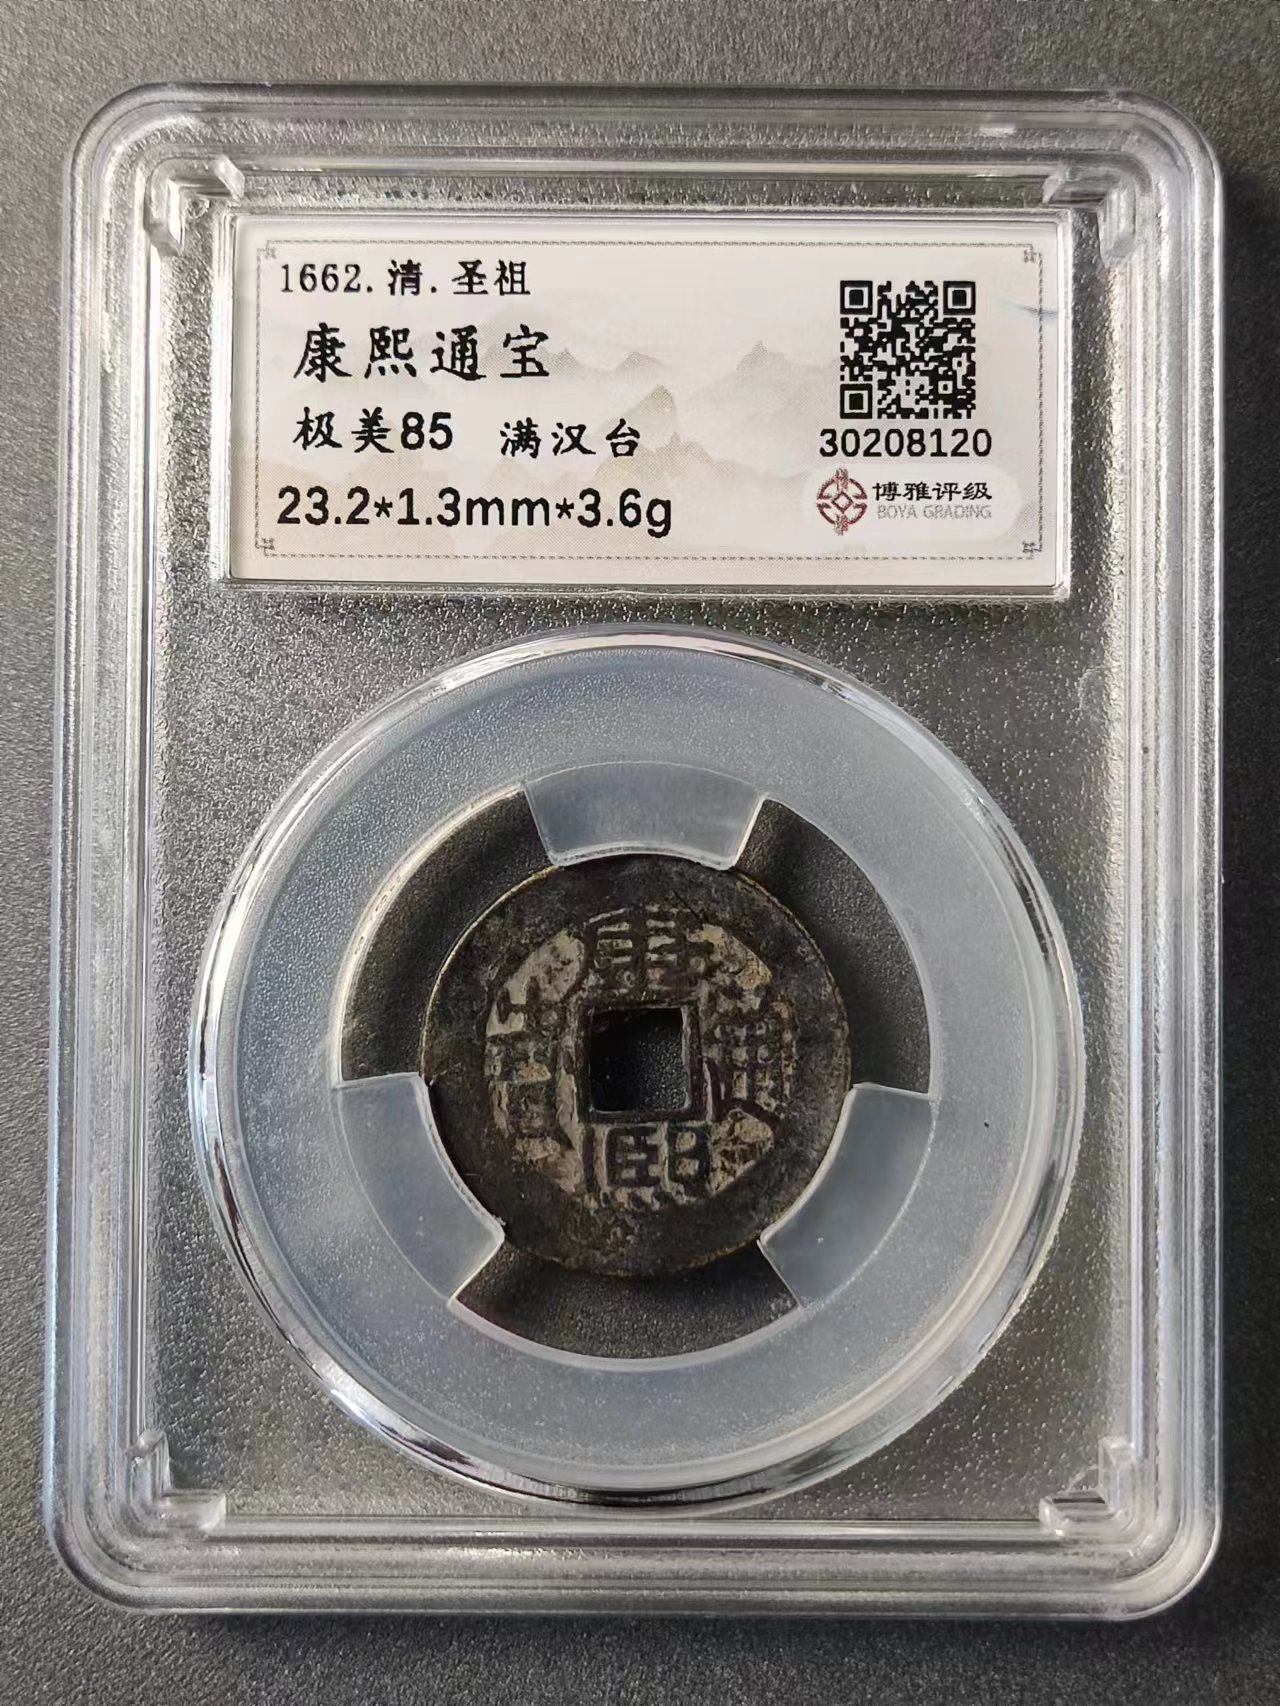 1662.清.圣祖
康熙通宝
极美85 满汉台
23.2*1.3mm*3.6g
30208120
博雅评级
BOYA GRADING
康
熙
通
寳